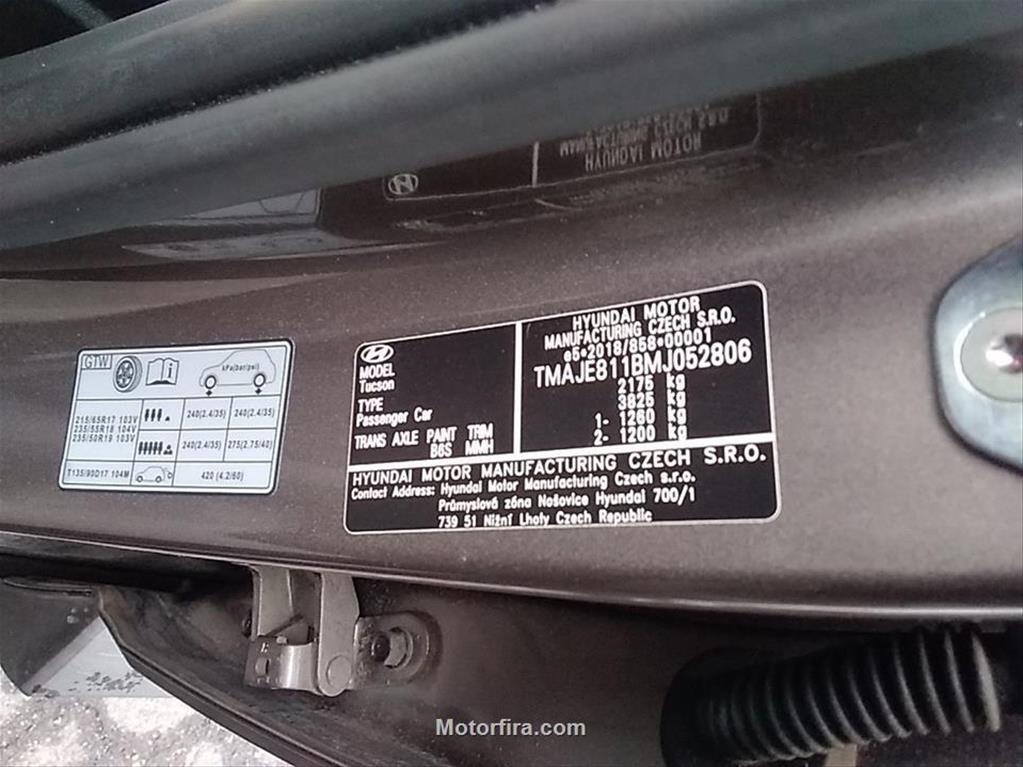 GTW
kPa(bar/psi)
215/65R17 103V
235/55R18 104V
235/50R19 103V
240(2.4/35) 240(2.4/35)
240(2.4/35) 275(2.75/40)
T135/90D17 104M 420 (4.2/60)
MODEL
Tucson
TYPE
Passenger Car
TRANS AXLE PAINT TRIM
B6S MMH
HYUNDAI MOTOR
MANUFACTURING CZECH S.R.O.
e5*2018/858*00001
TMAJE811BMJ052806
2175 kg
3825 kg
1- 1260 kg
2- 1200 kg
HYUNDAI MOTOR MANUFACTURING CZECH S.R.O.
Contact Address: Hyundai Motor Manufacturing Czech s.r.o.
Průmyslová zóna Nošovice Hyundai 700/1
739 51 Nižní Lhoty Czech Republic
Motorfira.com